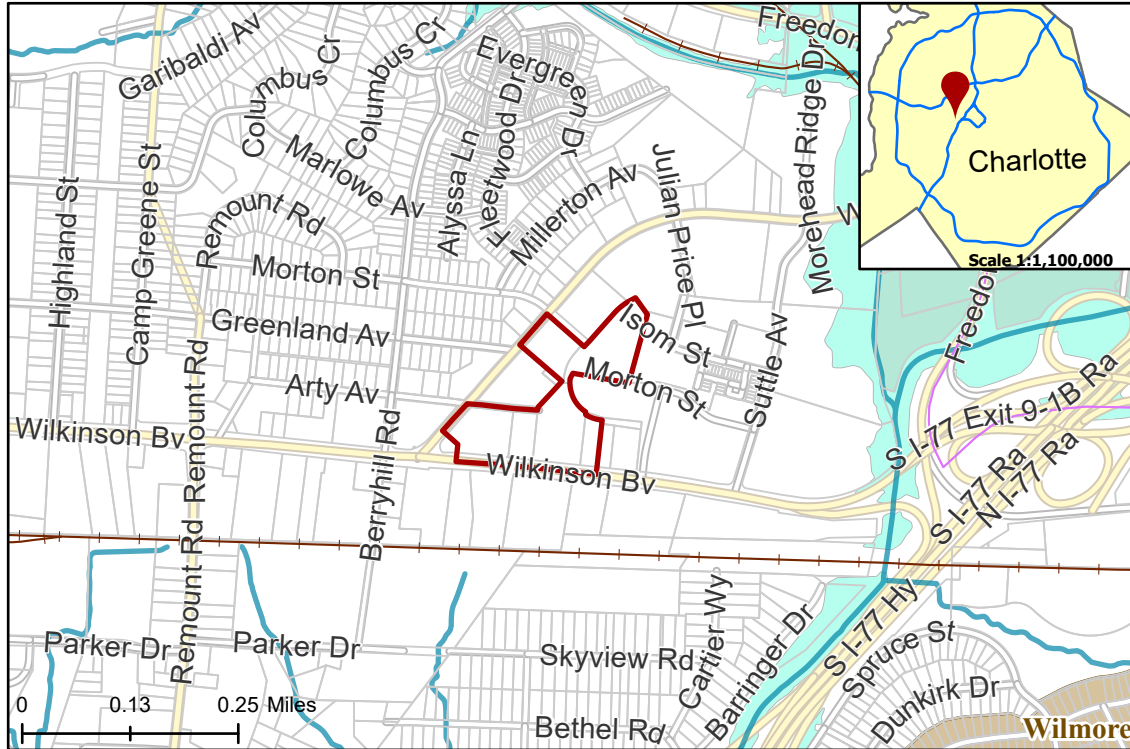 Garibaldi Av
Columbus Cr
Columbus Cr
Evergreen Dr
Freedom
Charlotte
Scale 1:1,100,000
Highland St
Camp Greene St
Marlowe Av
Alyssa Ln
Fleetwood Dr
Millerton Av
Julian Price Pl
Morehead Ridge Dr
W
Remount Rd
Morton St
Greenland Av
Arty Av
Isom St
Morton St
Suttle Av
Freedom
Wilkinson Bv
Remount Rd
Remount Rd
Berryhill Rd
Wilkinson Bv
S I-77 Exit 9-1B Ra
S I-77 Ra
N I-77 Ra
Remount Rd
Parker Dr
Parker Dr
Skyview Rd
Cartier Wy
Barringer Dr
S I-77 Hy
Spruce St
Dunkirk Dr
Bethel Rd
Wilmore
0 0.13 0.25 Miles